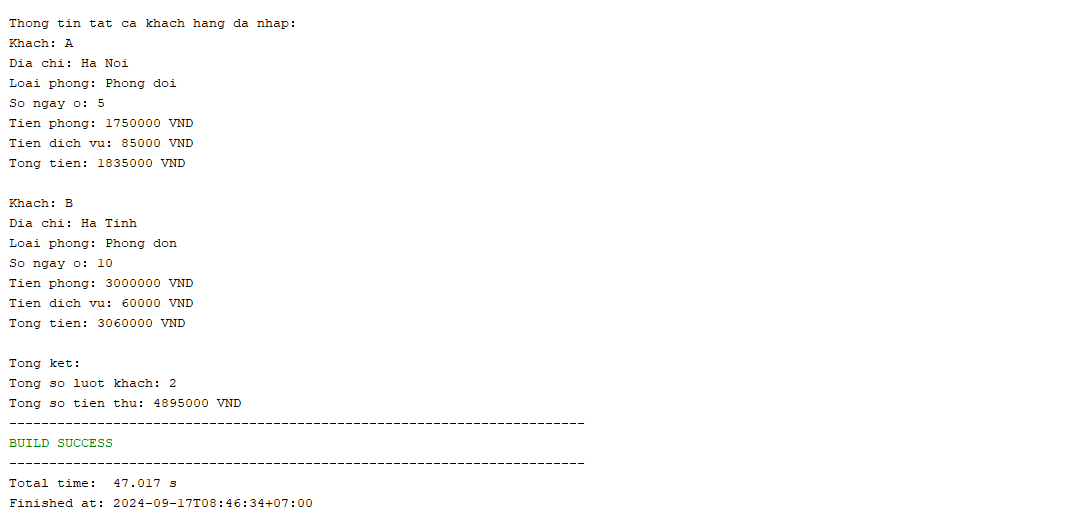 Thong tin tat ca khach hang da nhap:
Khach: A
Dia chi: Ha Noi
Loai phong: Phong doi
So ngay o: 5
Tien phong: 1750000 VND
Tien dich vu: 85000 VND
Tong tien: 1835000 VND
Khach: B
Dia chi: Ha Tinh
Loai phong: Phong don
So ngay o: 10
Tien phong: 3000000 VND
Tien dich vu: 60000 VND
Tong tien: 3060000 VND
Tong ket:
Tong so luot khach: 2
Tong so tien thu: 4895000 VND
------------------------------------------------------------------------
BUILD SUCCESS
------------------------------------------------------------------------
Total time:  47.017 s
Finished at: 2024-09-17T08:46:34+07:00